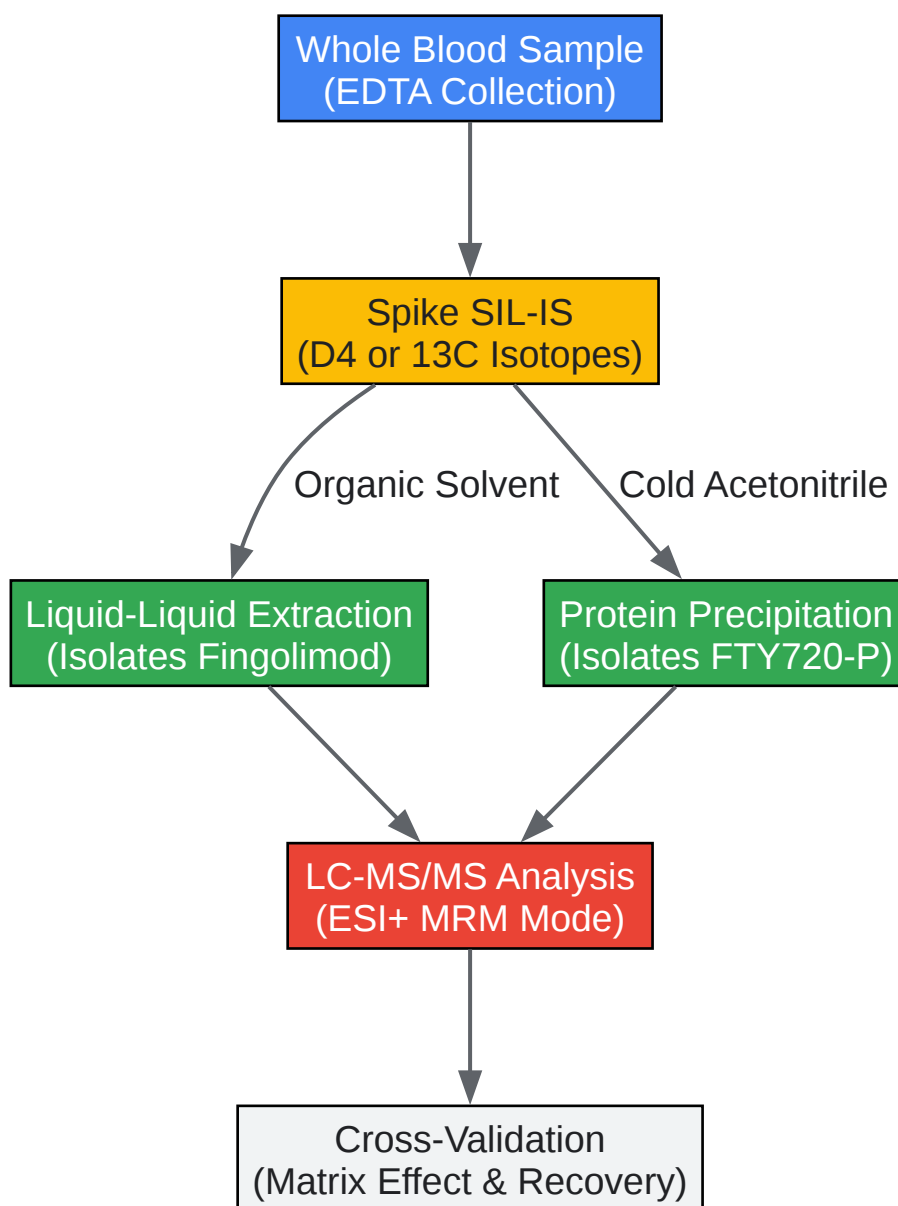 Whole Blood Sample
(EDTA Collection)
Spike SIL-IS
(D4 or 13C Isotopes)
Organic Solvent
Cold Acetonitrile
Liquid-Liquid Extraction
(Isolates Fingolimod)
Protein Precipitation
(Isolates FTY720-P)
LC-MS/MS Analysis
(ESI+ MRM Mode)
Cross-Validation
(Matrix Effect & Recovery)